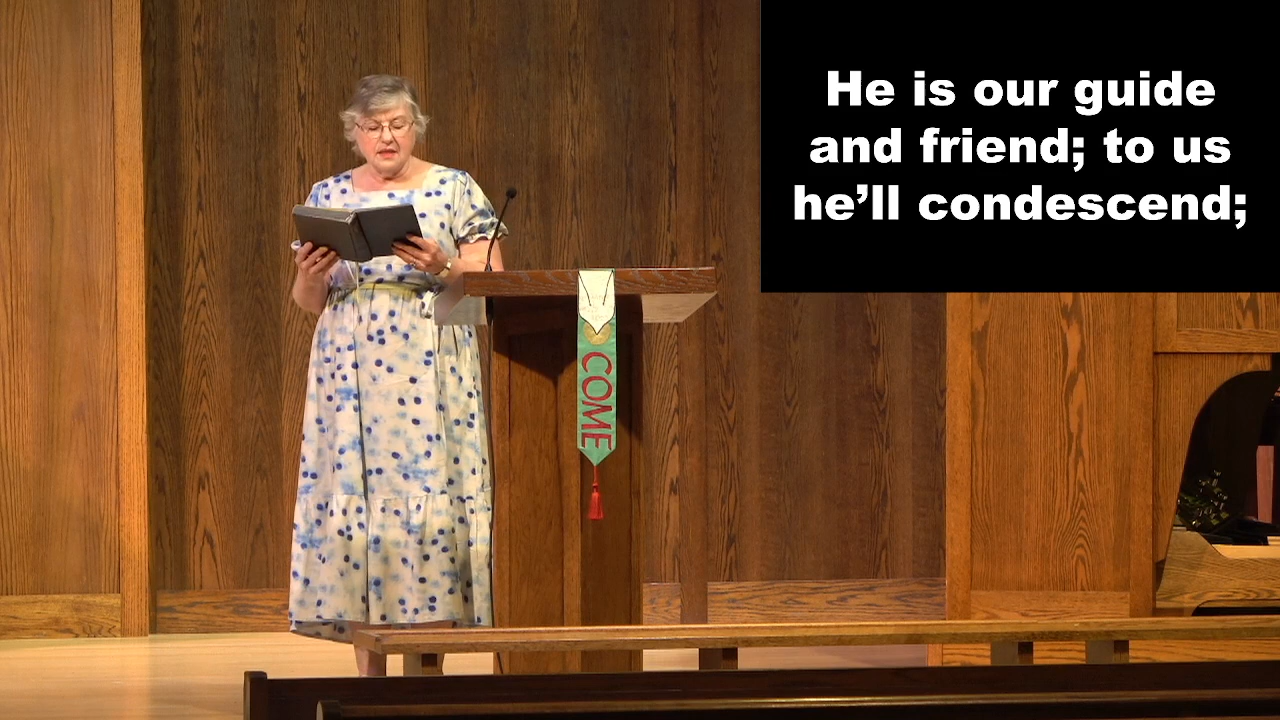 He is our guide
and friend; to us
he’ll condescend;
COME